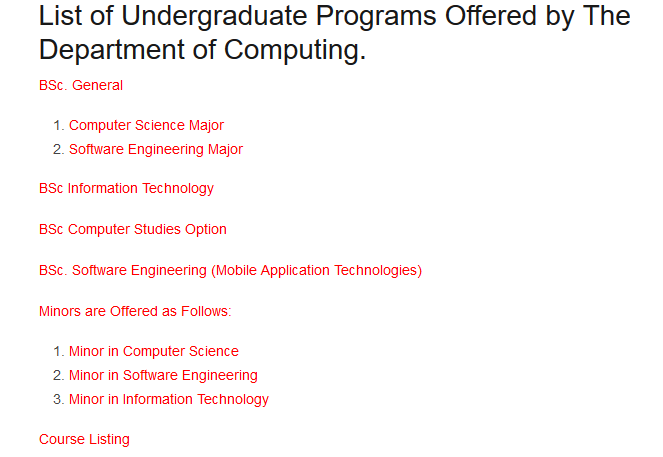 List of Undergraduate Programs Offered by The
Department of Computing.
BSc. General
1. Computer Science Major
2. Software Engineering Major
BSc Information Technology
BSc Computer Studies Option
BSc. Software Engineering (Mobile Application Technologies)
Minors are Offered as Follows:
1. Minor in Computer Science
2. Minor in Software Engineering
3. Minor in Information Technology
Course Listing